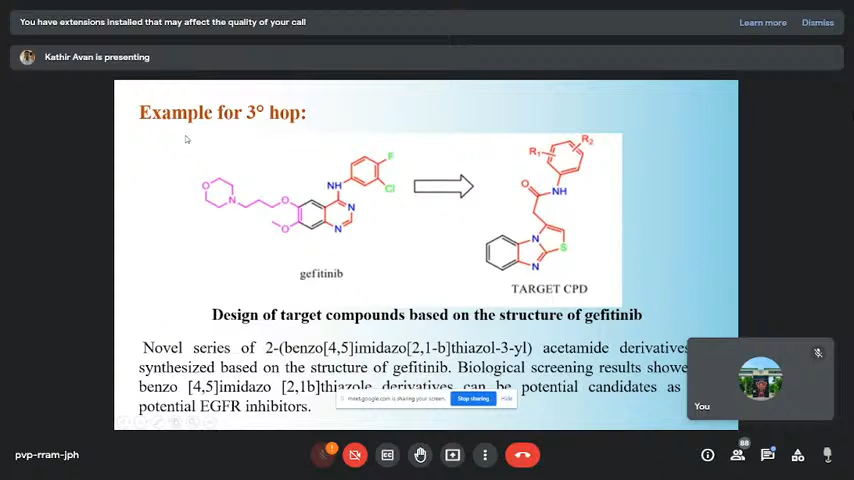 You have extensions installed that may affect the quality of your call
Learn more
Dismiss
Kathir Avan is presenting
Example for 3° hop:
R1
R2
F
Cl
NH
O
N
O
O
N
N
O
NH
N
S
N
gefitinib
TARGET CPD
Design of target compounds based on the structure of gefitinib
Novel series of 2-(benzo[4,5]imidazo[2,1-b]thiazol-3-yl) acetamide derivatives
synthesized based on the structure of gefitinib. Biological screening results showe
benzo [4,5]imidazo [2,1b]thiazole derivatives can be potential candidates as
potential EGFR inhibitors.
meet.google.com is sharing your screen.
Stop sharing
Hide
You
pvp-rram-jph
1
88